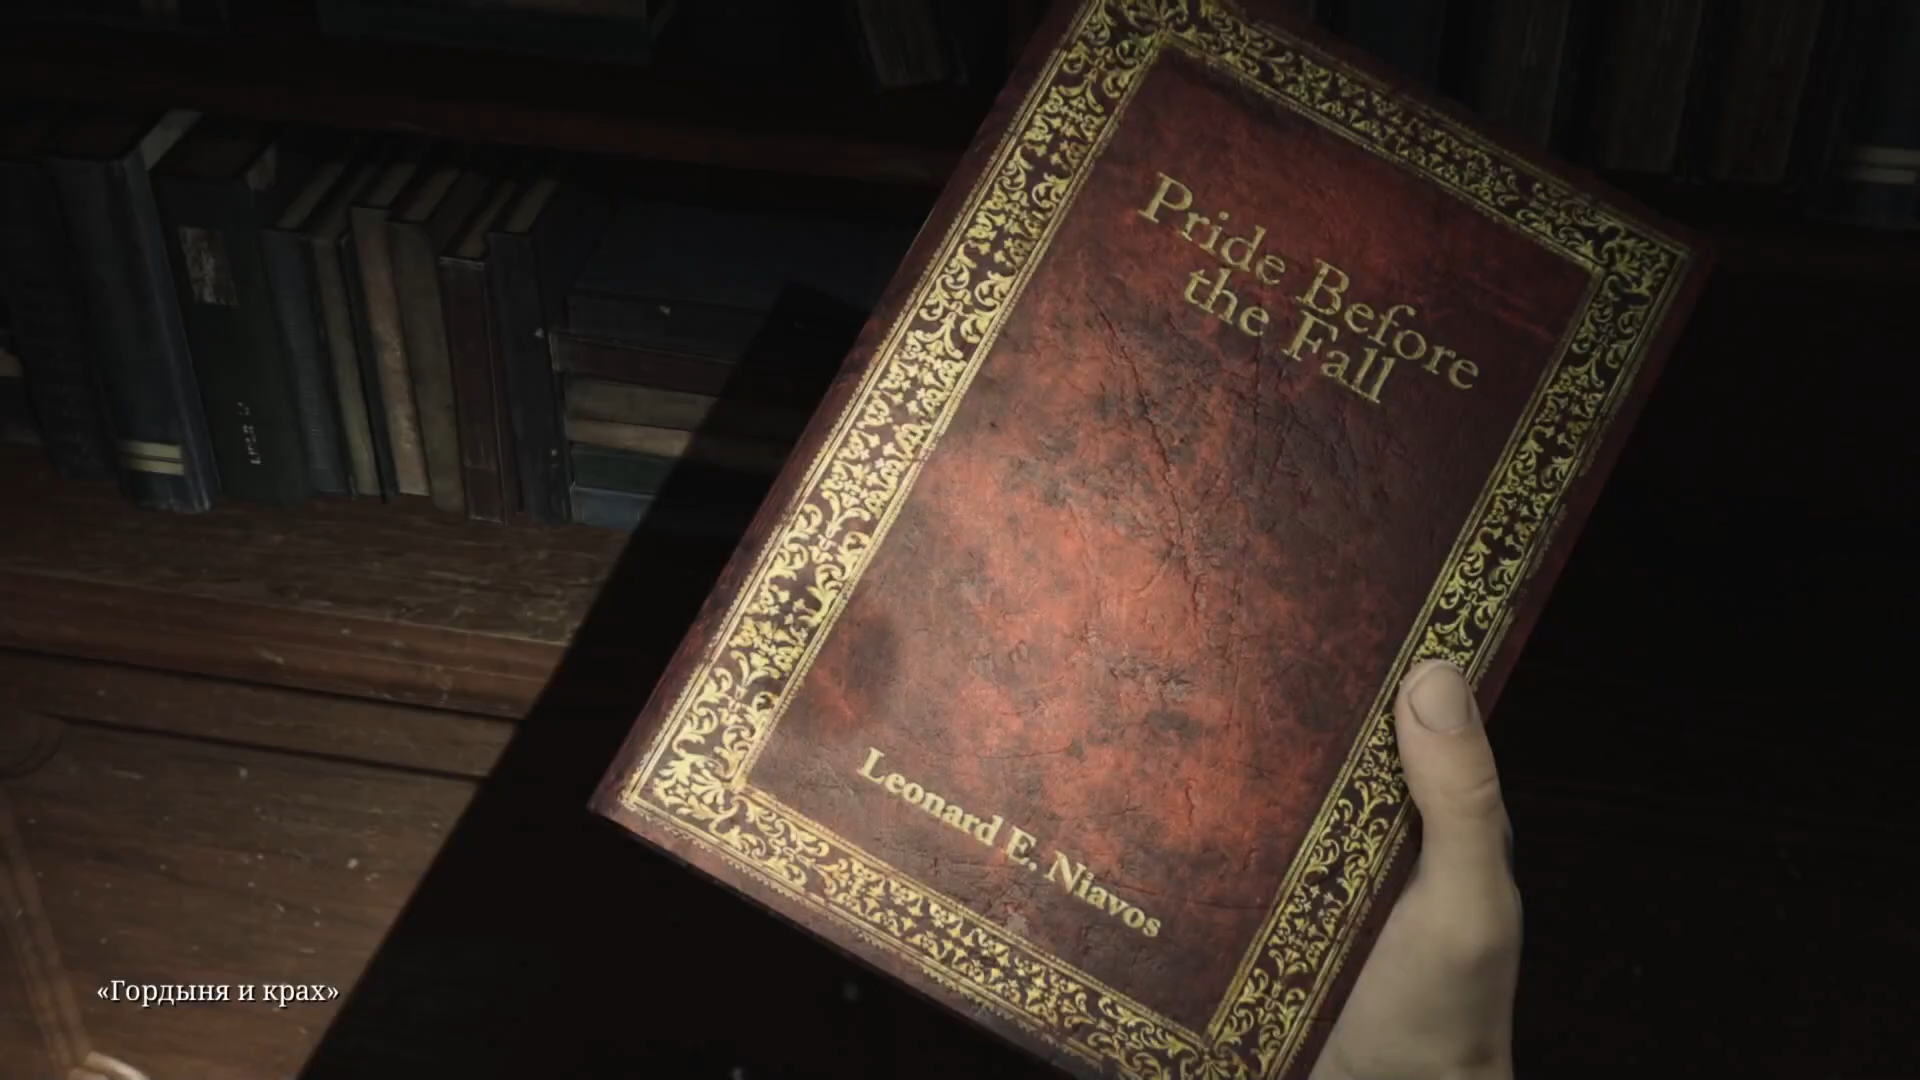 Pride Before
the Fall
Leonard E. Niavos
«Гордыня и крах»